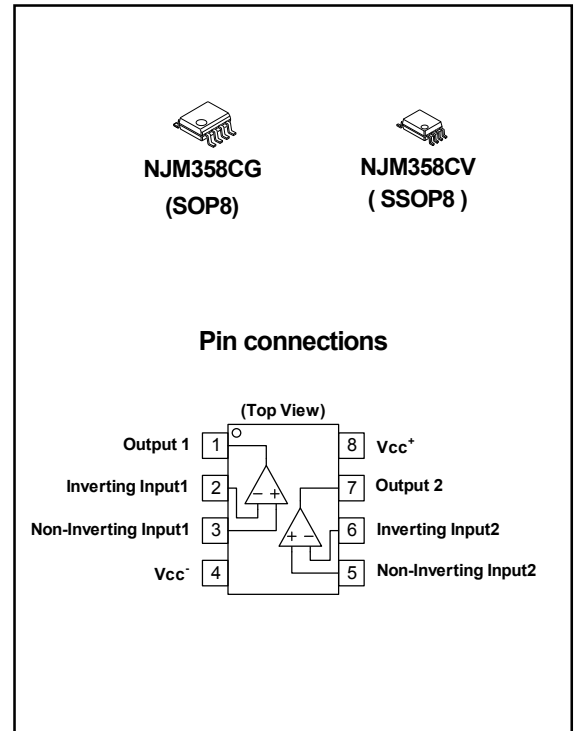 NJM358CG
(SOP8)
NJM358CV
( SSOP8 )
Pin connections
(Top View)
Output 1 1
8 Vcc+
Inverting Input1 2
7 Output 2
- +
Non-Inverting Input1 3
6 Inverting Input2
+ -
Vcc- 4
5 Non-Inverting Input2